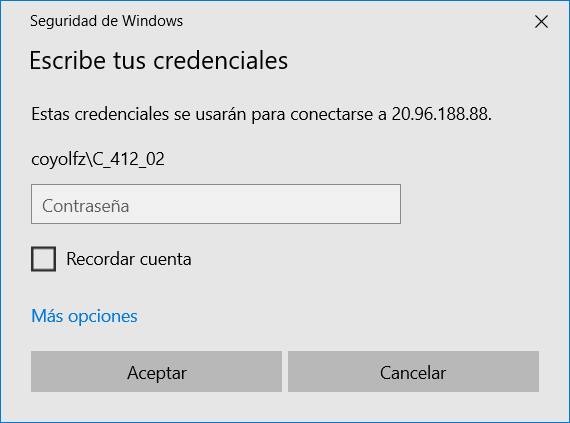 Seguridad de Windows
Escribe tus credenciales
Estas credenciales se usarán para conectarse a 20.96.188.88.
coyolfz\C_412_02
Contraseña
Recordar cuenta
Más opciones
Aceptar
Cancelar